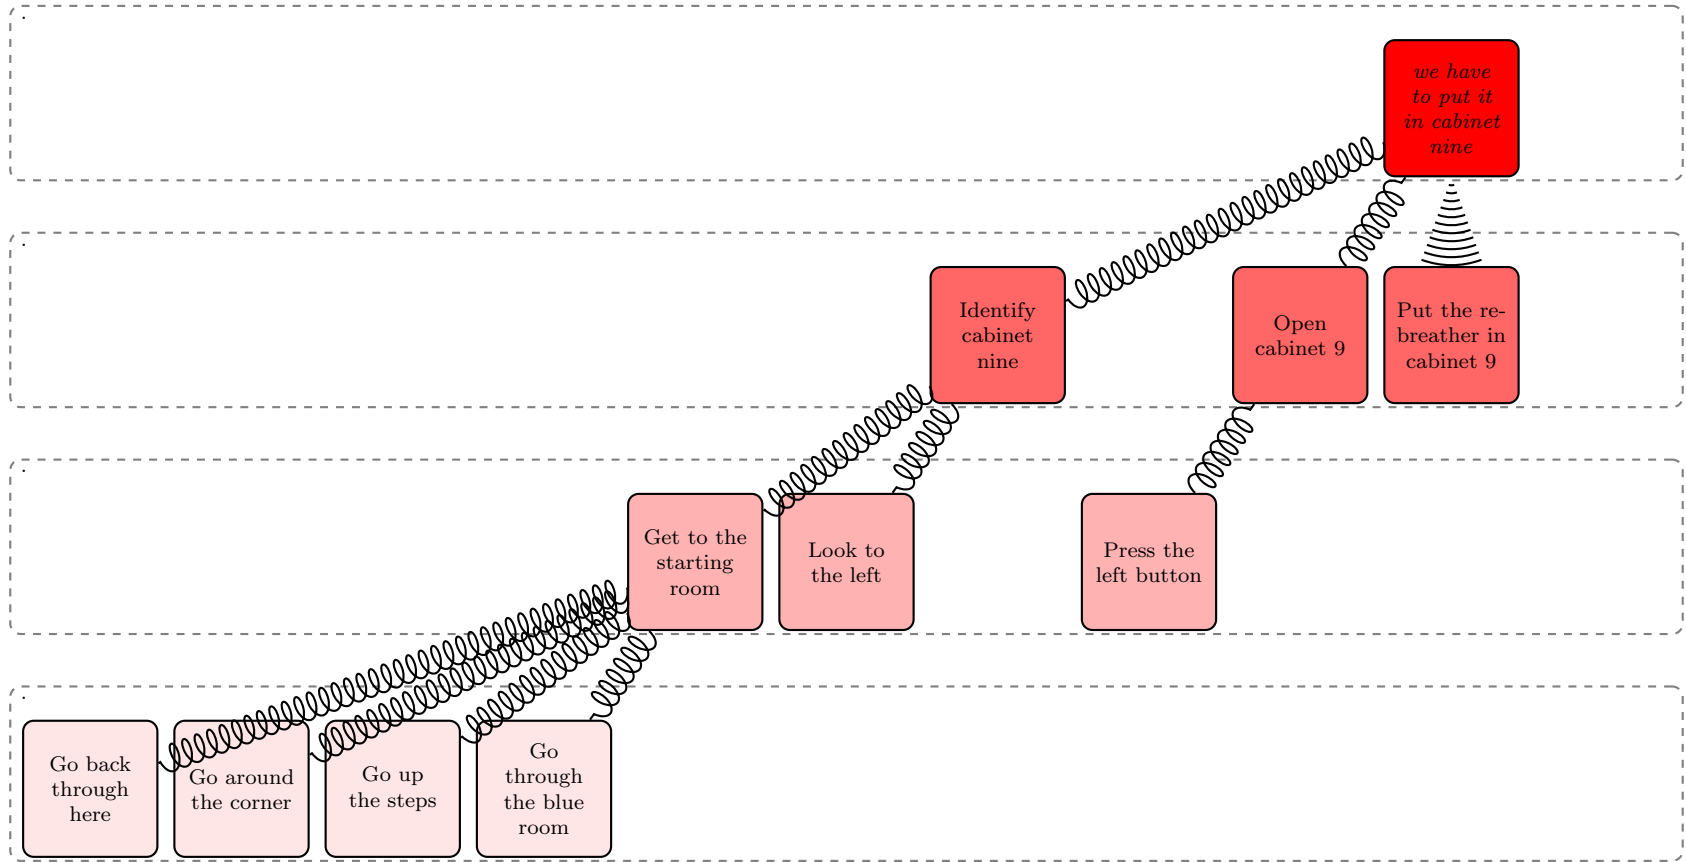 we have
to put it
in cabinet
nine
Identify
cabinet
nine
Open
cabinet 9
Put the re-
breather in
cabinet 9
Get to the
starting
room
Look to
the left
Press the
left button
Go back
through
here
Go around
the corner
Go up
the steps
Go
through
the blue
room